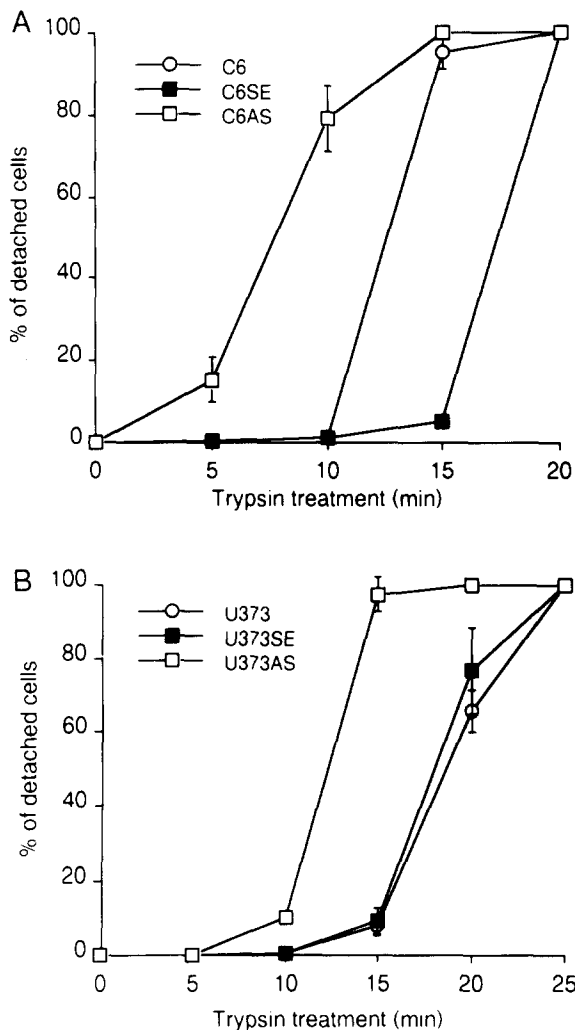 A
100
80
60
40
20
0
% of detached cells
C6
C6SE
C6AS
0 5 10 15 20
Trypsin treatment (min)
B
100
80
60
40
20
0
% of detached cells
U373
U373SE
U373AS
0 5 10 15 20 25
Trypsin treatment (min)